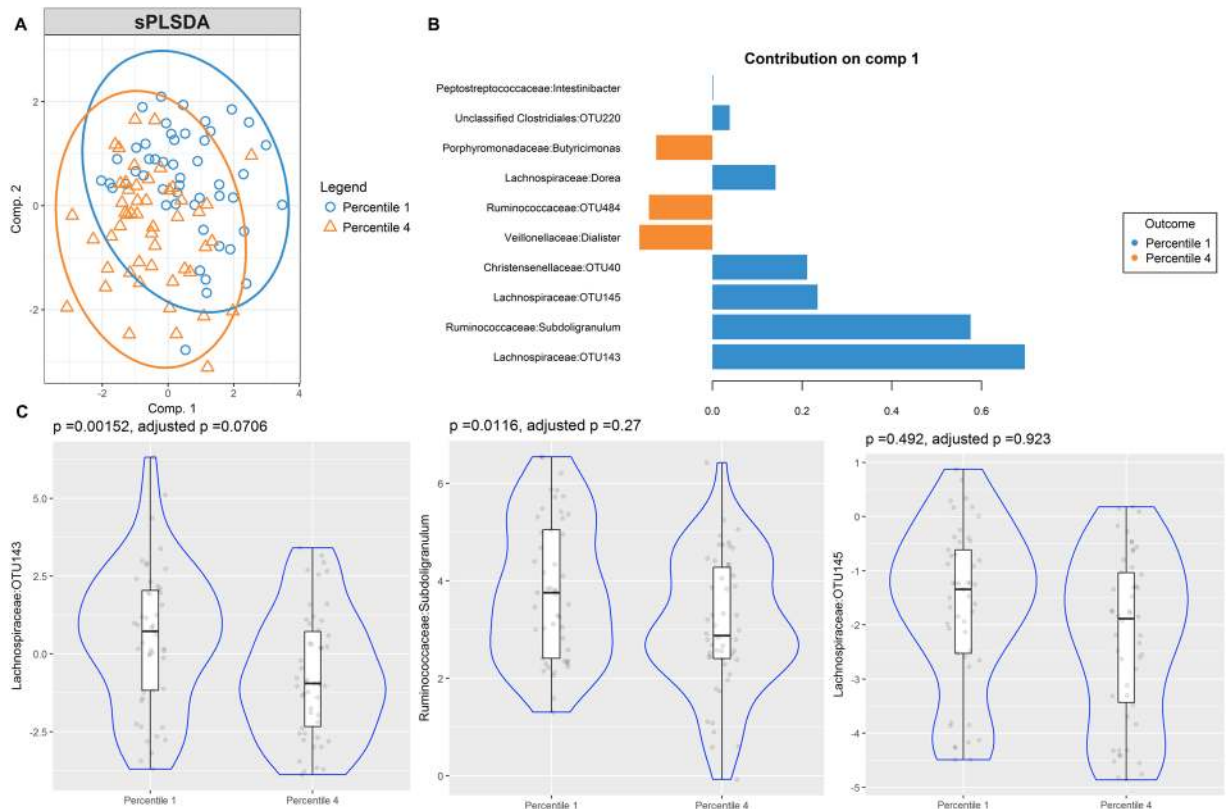 A
sPLSDA
Comp. 2
2
0
-2
-2
0
2
4
Comp. 1
Legend
Percentile 1
Percentile 4
B
Contribution on comp 1
Peptostreptococcaceae:Intestinibacter
Unclassified Clostridiales:OTU220
Porphyromonadaceae:Butyricimonas
Lachnospiraceae:Dorea
Ruminococcaceae:OTU484
Veillonellaceae:Dialister
Christensenellaceae:OTU40
Lachnospiraceae:OTU145
Ruminococcaceae:Subdoligranulum
Lachnospiraceae:OTU143
0.0
0.2
0.4
0.6
Outcome
Percentile 1
Percentile 4
C
p =0.00152, adjusted p =0.0706
Lachnospiraceae:OTU143
5.0
2.5
0.0
-2.5
Percentile 1
Percentile 4
p =0.0116, adjusted p =0.27
Ruminococcaceae:Subdoligranulum
6
4
2
0
Percentile 1
Percentile 4
p =0.492, adjusted p =0.923
Lachnospiraceae:OTU145
1
0
-1
-2
-3
-4
-5
Percentile 1
Percentile 4